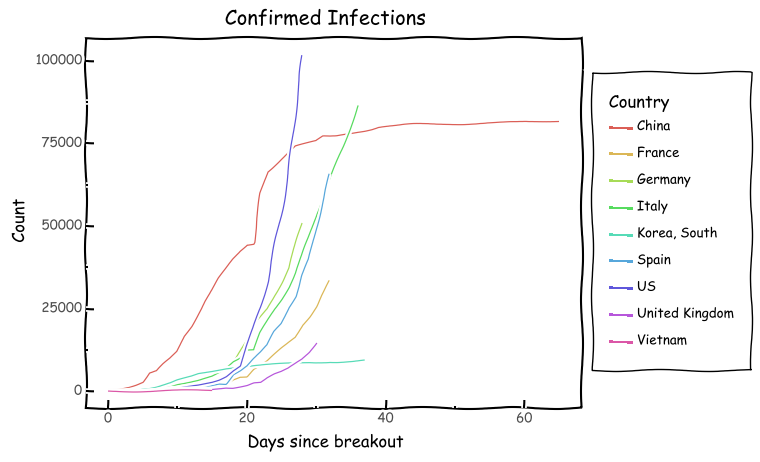 Confirmed Infections
100000
75000
50000
25000
0
Count
0 20 40 60
Days since breakout
Country
China
France
Germany
Italy
Korea, South
Spain
US
United Kingdom
Vietnam